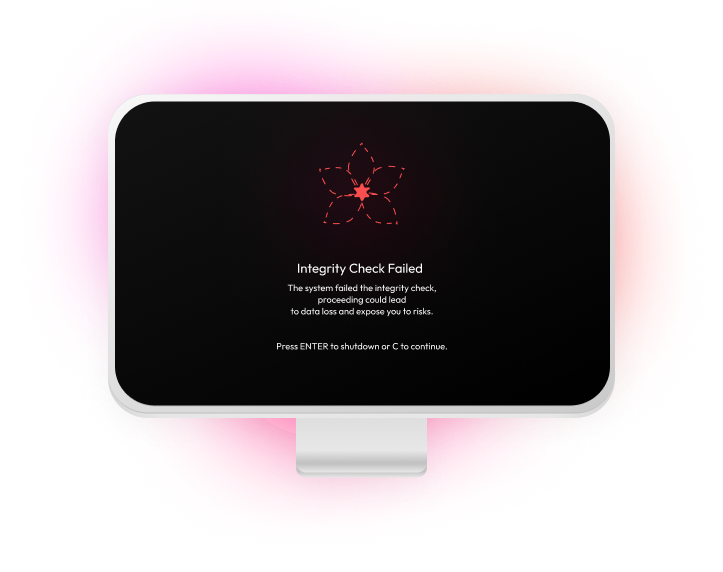 Integrity Check Failed
The system failed the integrity check,
proceeding could lead
to data loss and expose you to risks.
Press ENTER to shutdown or C to continue.